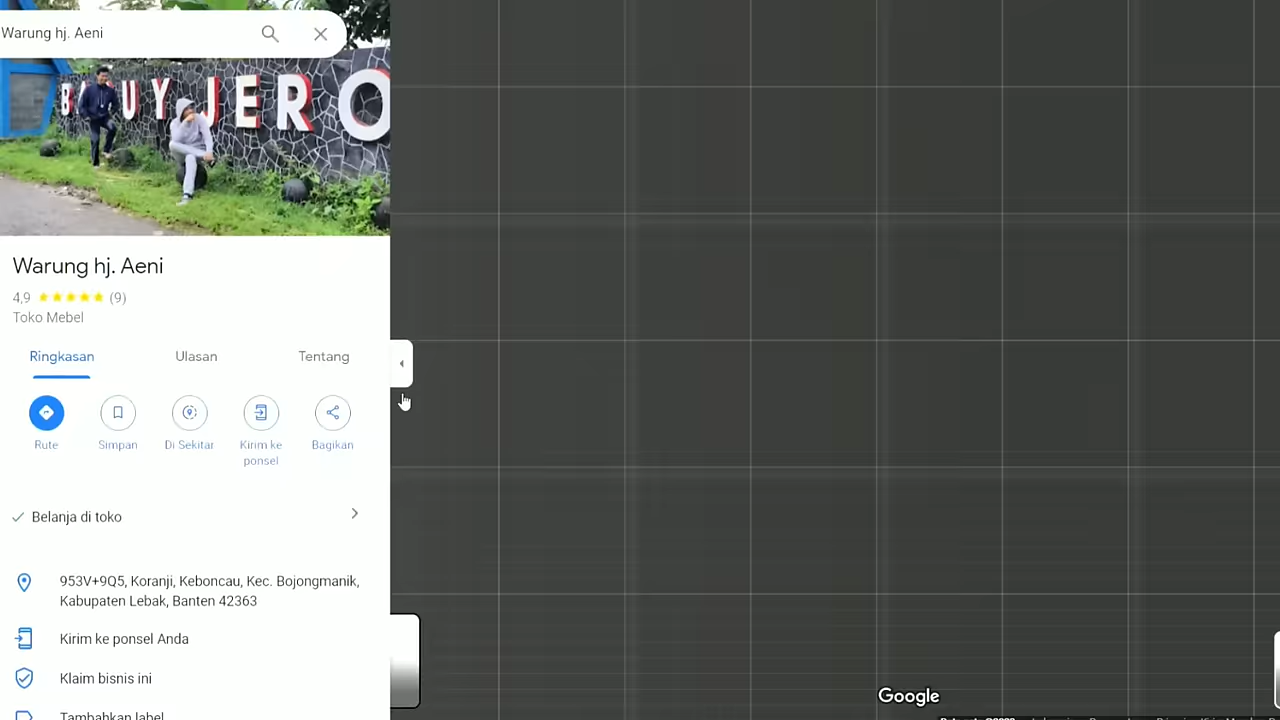 Warung hj. Aeni
B UY JERO
Warung hj. Aeni
4,9 (9)
Toko Mebel
Ringkasan Ulasan Tentang
Rute Simpan Di Sekitar Kirim ke ponsel Bagikan
Belanja di toko
953V+9Q5, Koranji, Keboncau, Kec. Bojongmanik,
Kabupaten Lebak, Banten 42363
Kirim ke ponsel Anda
Klaim bisnis ini
Tambahkan label
Google